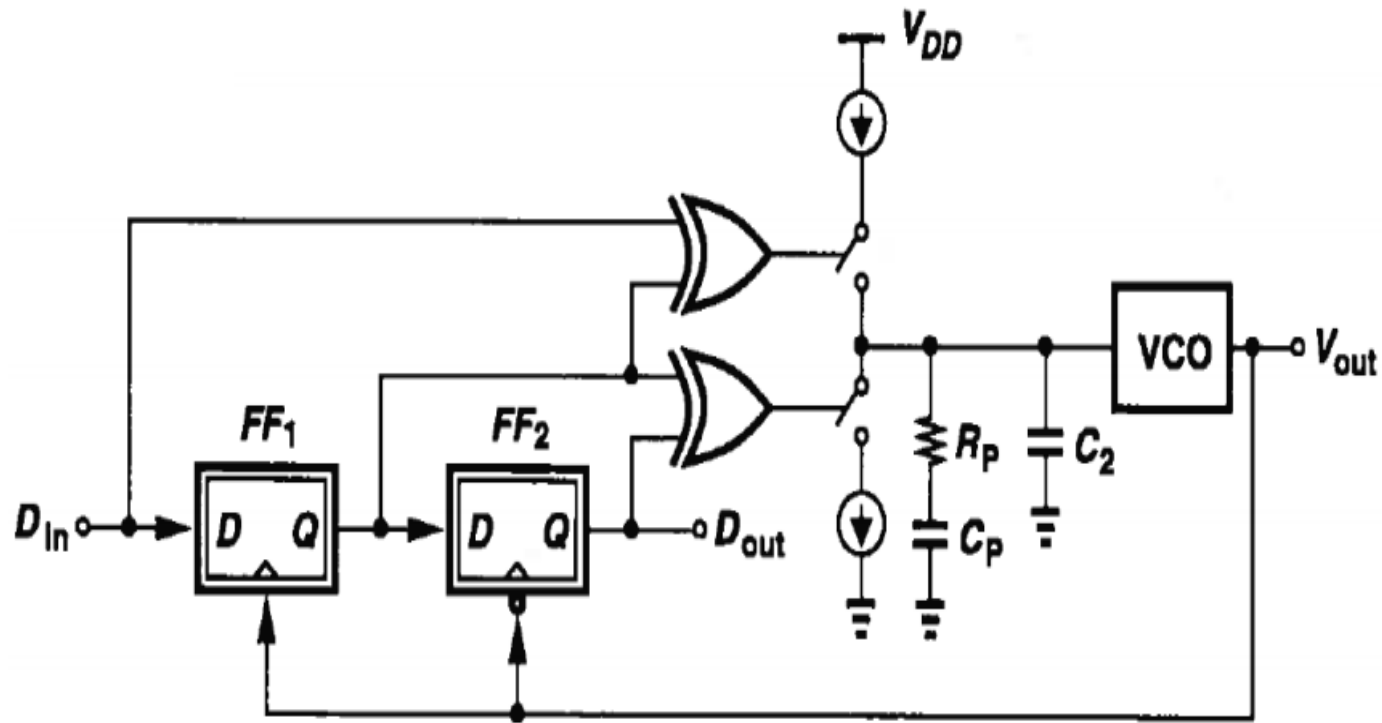 V_DD
FF_1
FF_2
D_in
D Q
D Q
D_out
R_P
C_P
C_2
VCO
V_out